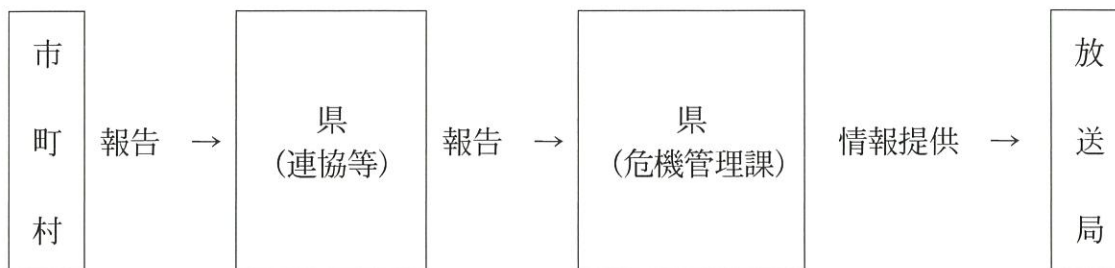 市町村
報告 →
県
(連協等)
報告 →
県
(危機管理課)
情報提供 →
放送局